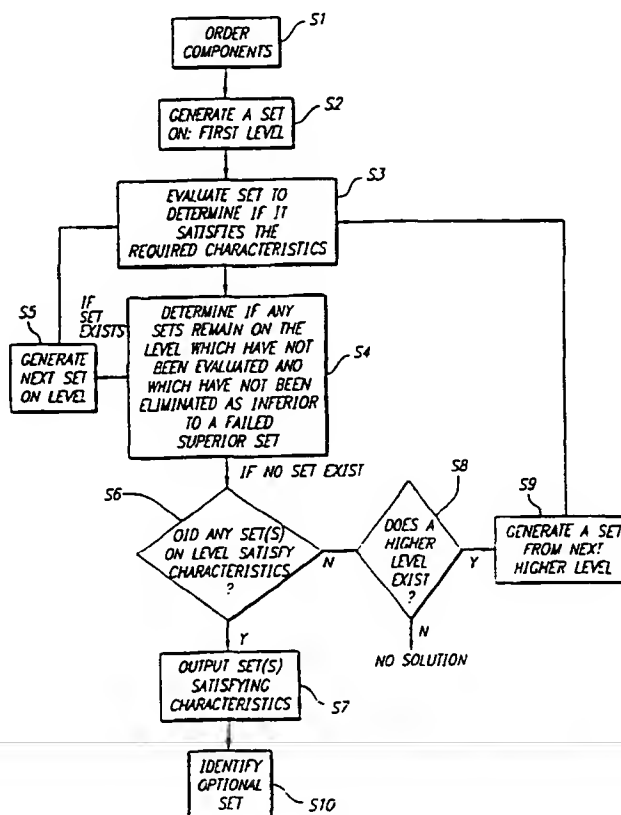 S1
ORDER
COMPONENTS
S2
GENERATE A SET
ON: FIRST LEVEL
S3
EVALUATE SET TO
DETERMINE IF IT
SATISFIES THE
REQUIRED CHARACTERISTICS
S5
IF
SET
EXISTS
GENERATE
NEXT SET
ON LEVEL
DETERMINE IF ANY
SETS REMAIN ON THE
LEVEL WHICH HAVE NOT
BEEN EVALUATED AND
WHICH HAVE NOT BEEN
ELIMINATED AS INFERIOR
TO A FAILED
SUPERIOR SET
S4
IF NO SET EXIST
S6
DID ANY SET(S)
ON LEVEL SATISFY
CHARACTERISTICS
?
N
Y
S8
DOES A
HIGHER
LEVEL
EXIST
?
Y
N
NO SOLUTION
S9
GENERATE A SET
FROM NEXT
HIGHER LEVEL
OUTPUT SET(S)
SATISFYING
CHARACTERISTICS
S7
IDENTIFY
OPTIONAL
SET
S10